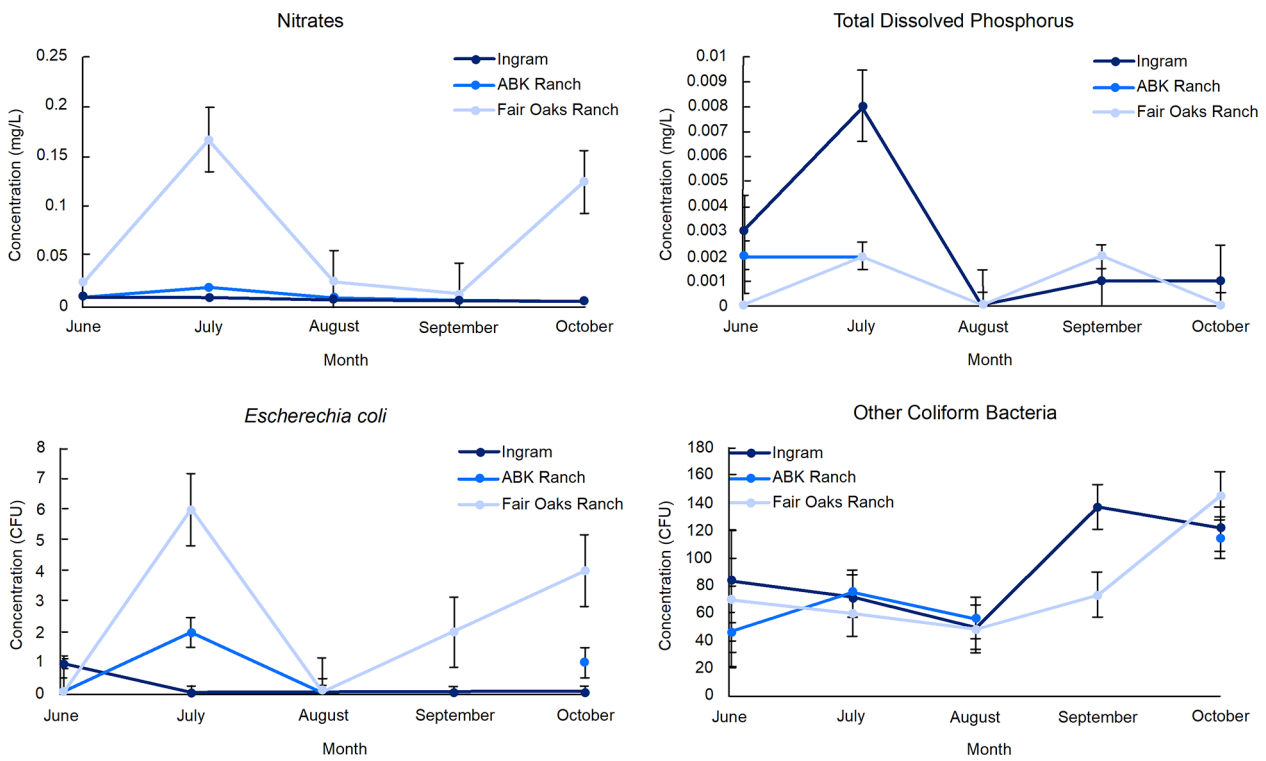 Nitrates
0.25
0.2
0.15
0.1
0.05
0
Concentration (mg/L)
Ingram
ABK Ranch
Fair Oaks Ranch
June July August September October
Month
Total Dissolved Phosphorus
0.01
0.009
0.008
0.007
0.006
0.005
0.004
0.003
0.002
0.001
0
Concentration (mg/L)
Ingram
ABK Ranch
Fair Oaks Ranch
June July August September October
Month
Escherechia coli
8
7
6
5
4
3
2
1
0
Concentration (CFU)
Ingram
ABK Ranch
Fair Oaks Ranch
June July August September October
Month
Other Coliform Bacteria
180
160
140
120
100
80
60
40
20
0
Concentration (CFU)
Ingram
ABK Ranch
Fair Oaks Ranch
June July August September October
Month